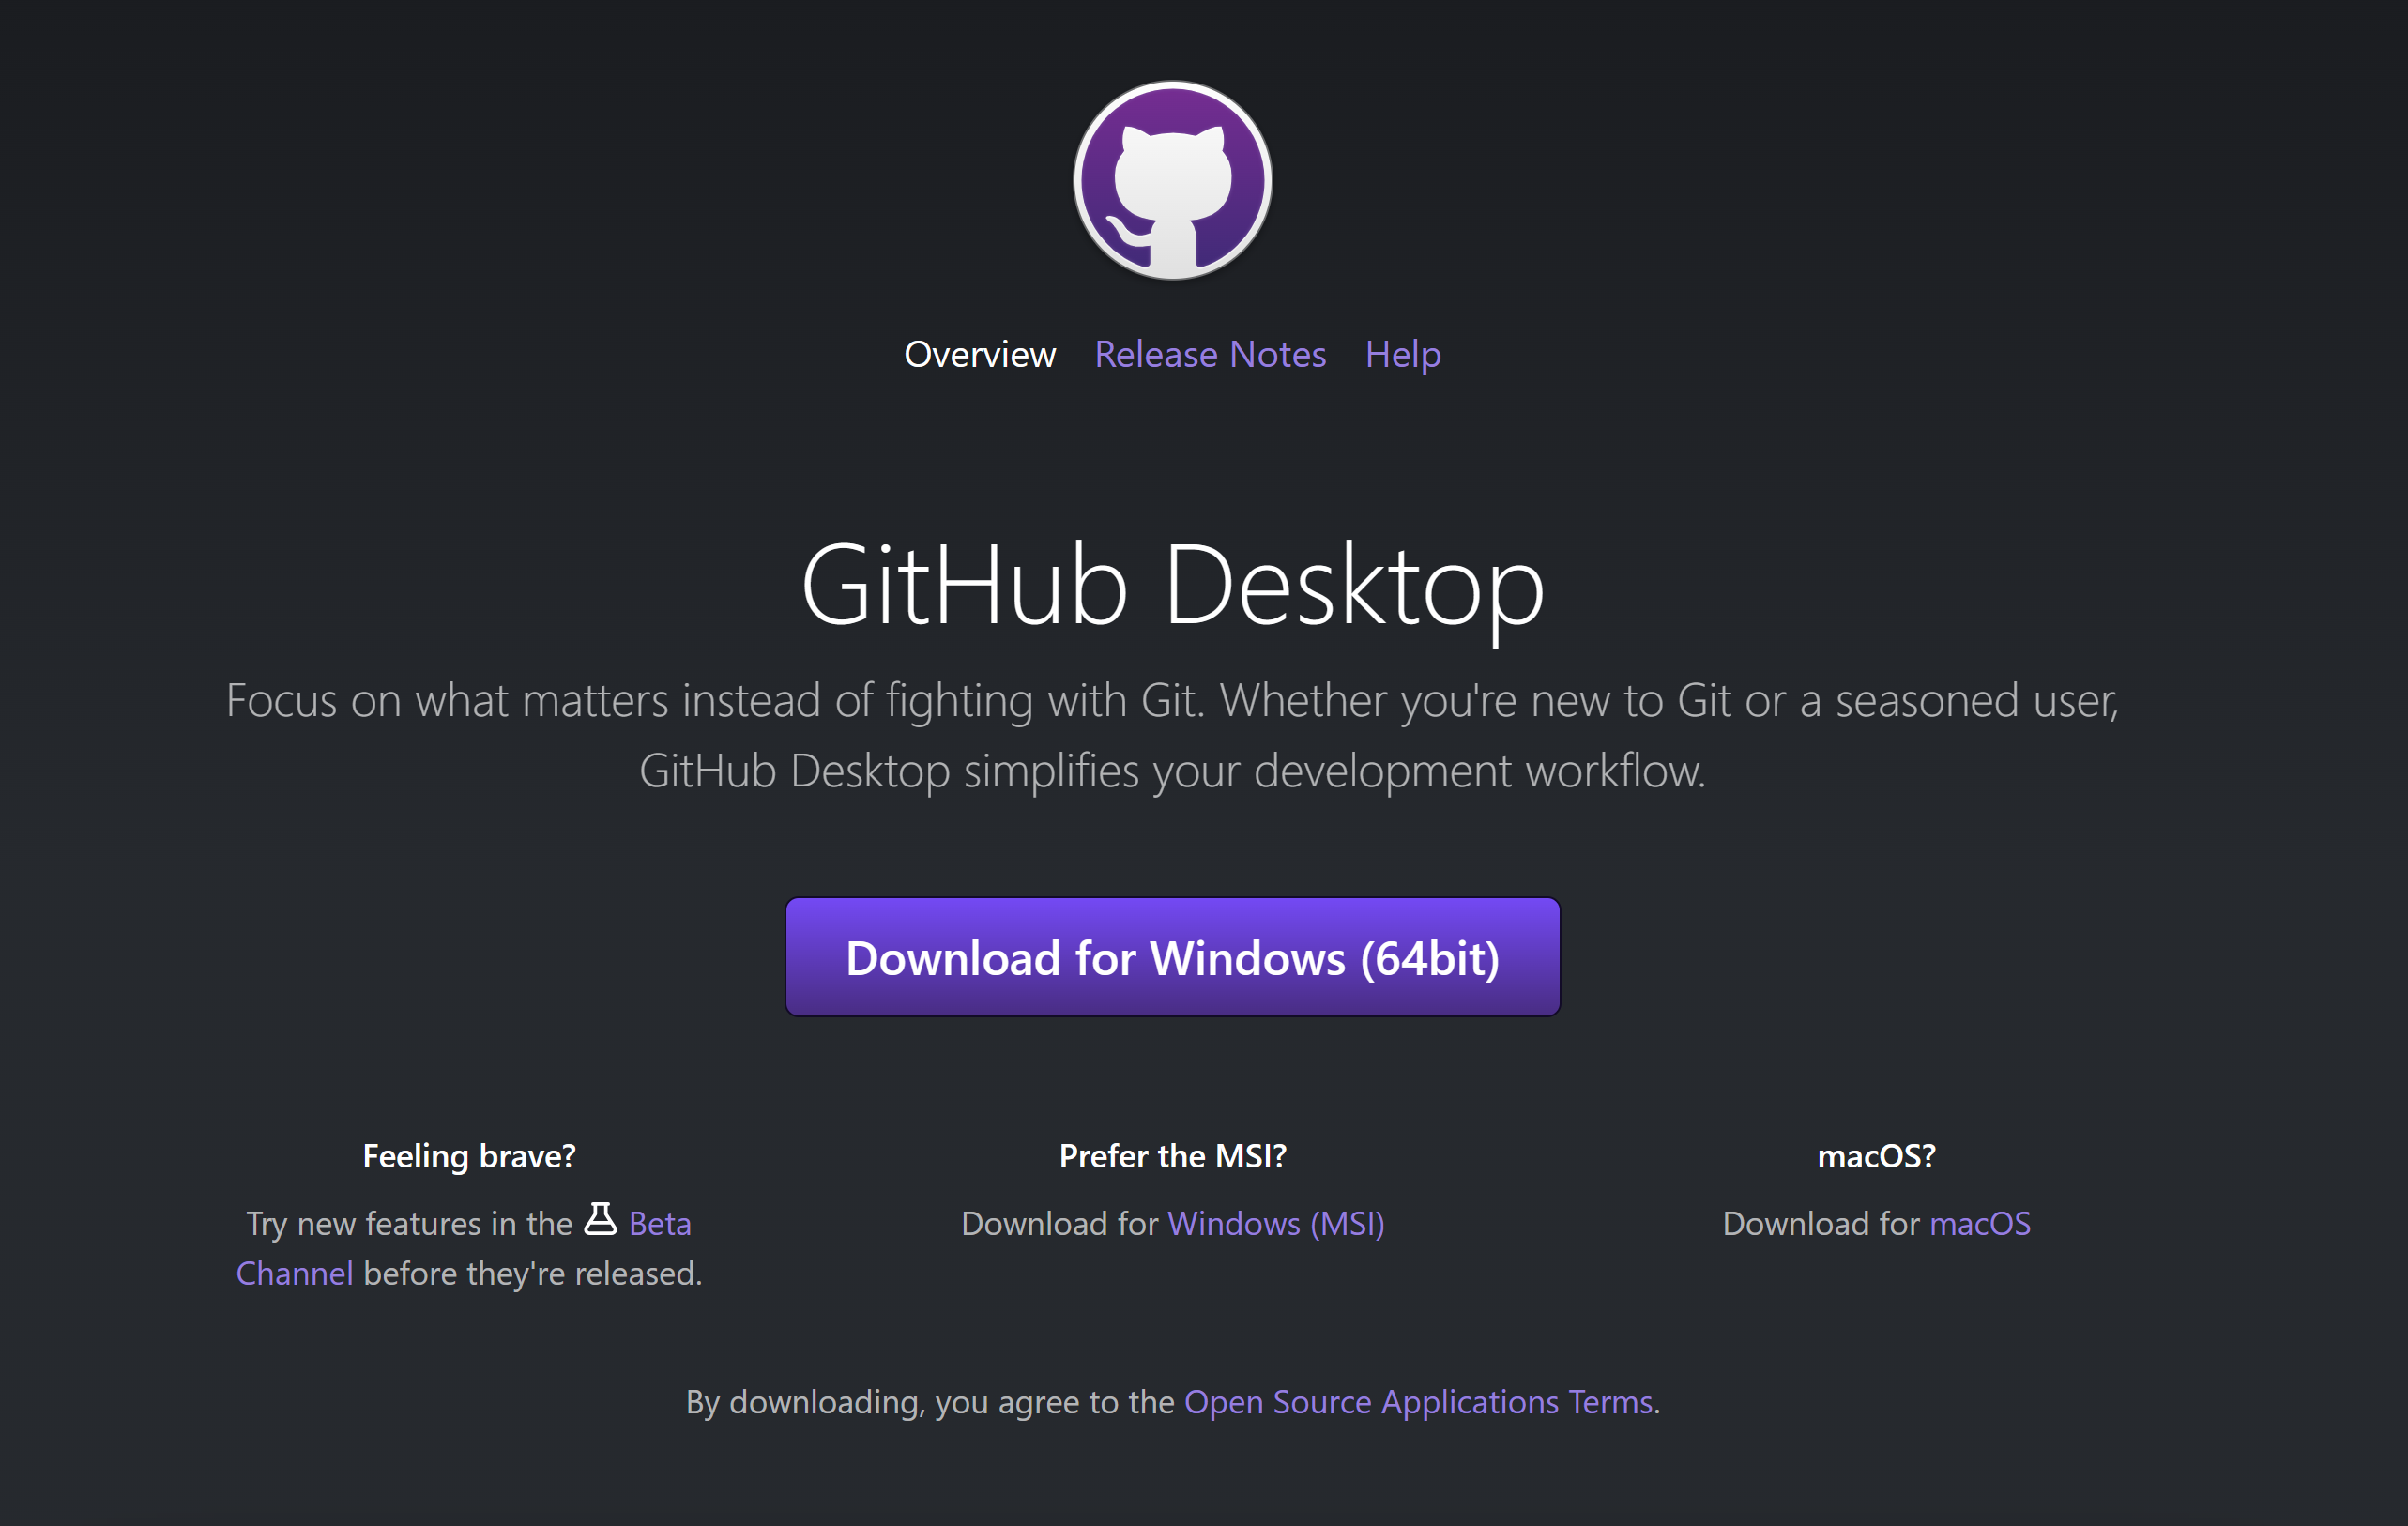 Overview Release Notes Help
GitHub Desktop
Focus on what matters instead of fighting with Git. Whether you're new to Git or a seasoned user,
GitHub Desktop simplifies your development workflow.
Download for Windows (64bit)
Feeling brave?
Try new features in the Beta
Channel before they're released.
Prefer the MSI?
Download for Windows (MSI)
macOS?
Download for macOS
By downloading, you agree to the Open Source Applications Terms.